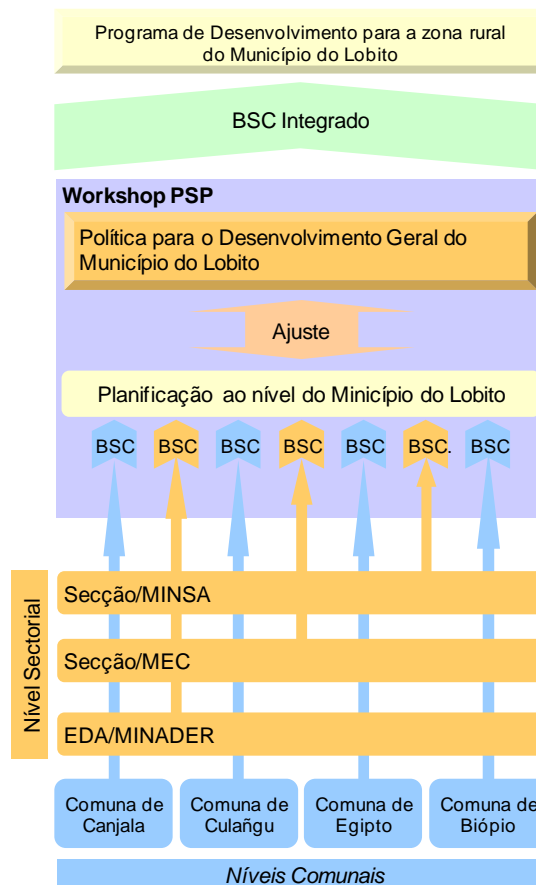 Programa de Desenvolvimento para a zona rural
do Município do Lobito
BSC Integrado
Workshop PSP
Política para o Desenvolvimento Geral do
Município do Lobito
Ajuste
Planificação ao nível do Minicípio do Lobito
BSC BSC BSC BSC BSC BSC. BSC
Nível Sectorial
Secção/MINSA
Secção/MEC
EDA/MINADER
Comuna de
Canjala
Comuna de
Culañgu
Comuna de
Egipto
Comuna de
Biópio
Níveis Comunais